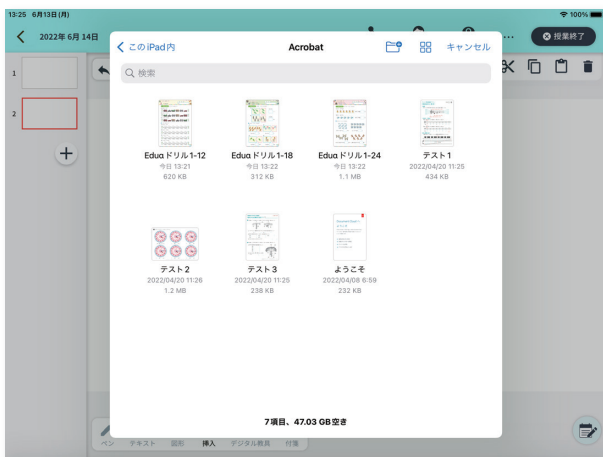 13:25 6月13日(月)
100%
2022年 6月 14日
このiPad内
Acrobat
キャンセル
授業終了
検索
1
2
Edua ドリル 1-12
今日 13:21
620 KB
Edua ドリル 1-18
今日 13:22
312 KB
Edua ドリル 1-24
今日 13:22
1.1 MB
テスト 1
2022/04/20 11:25
434 KB
テスト 2
2022/04/20 11:26
1.2 MB
テスト 3
2022/04/20 11:25
238 KB
ようこそ
2022/04/08 6:59
232 KB
7項目、47.03 GB空き
ペン テキスト 図形 挿入 デジタル教具 付箋